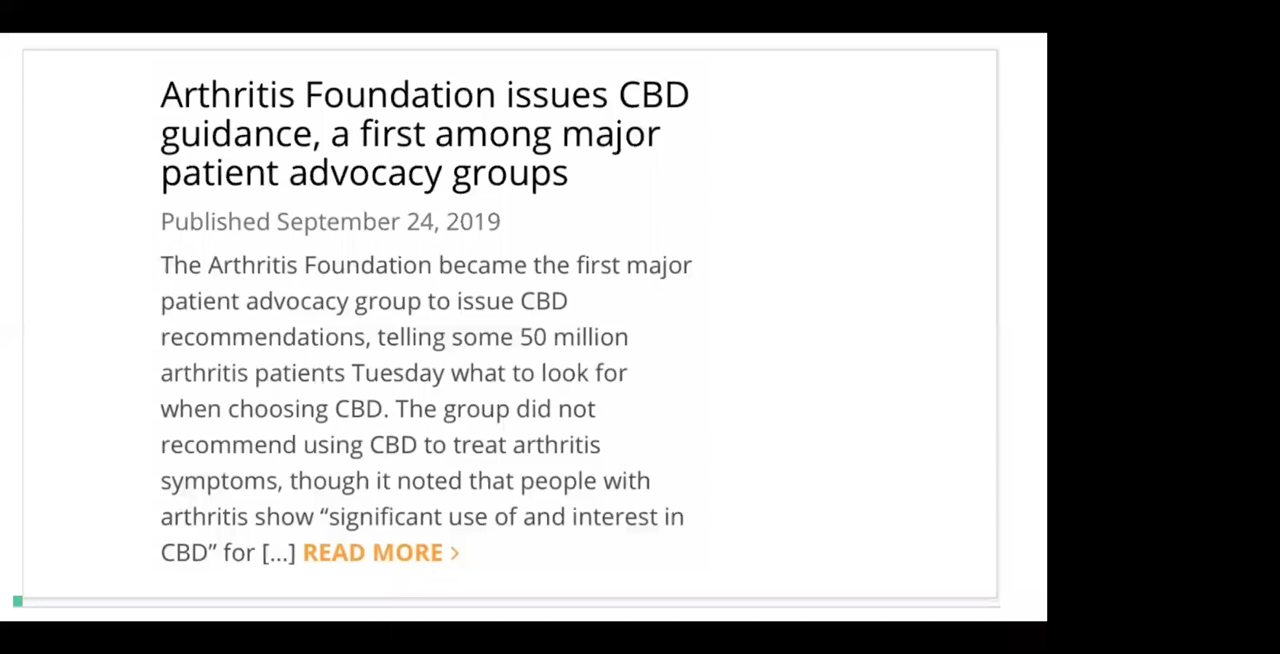 Arthritis Foundation issues CBD
guidance, a first among major
patient advocacy groups
Published September 24, 2019
The Arthritis Foundation became the first major
patient advocacy group to issue CBD
recommendations, telling some 50 million
arthritis patients Tuesday what to look for
when choosing CBD. The group did not
recommend using CBD to treat arthritis
symptoms, though it noted that people with
arthritis show “significant use of and interest in
CBD” for [...] READ MORE ›